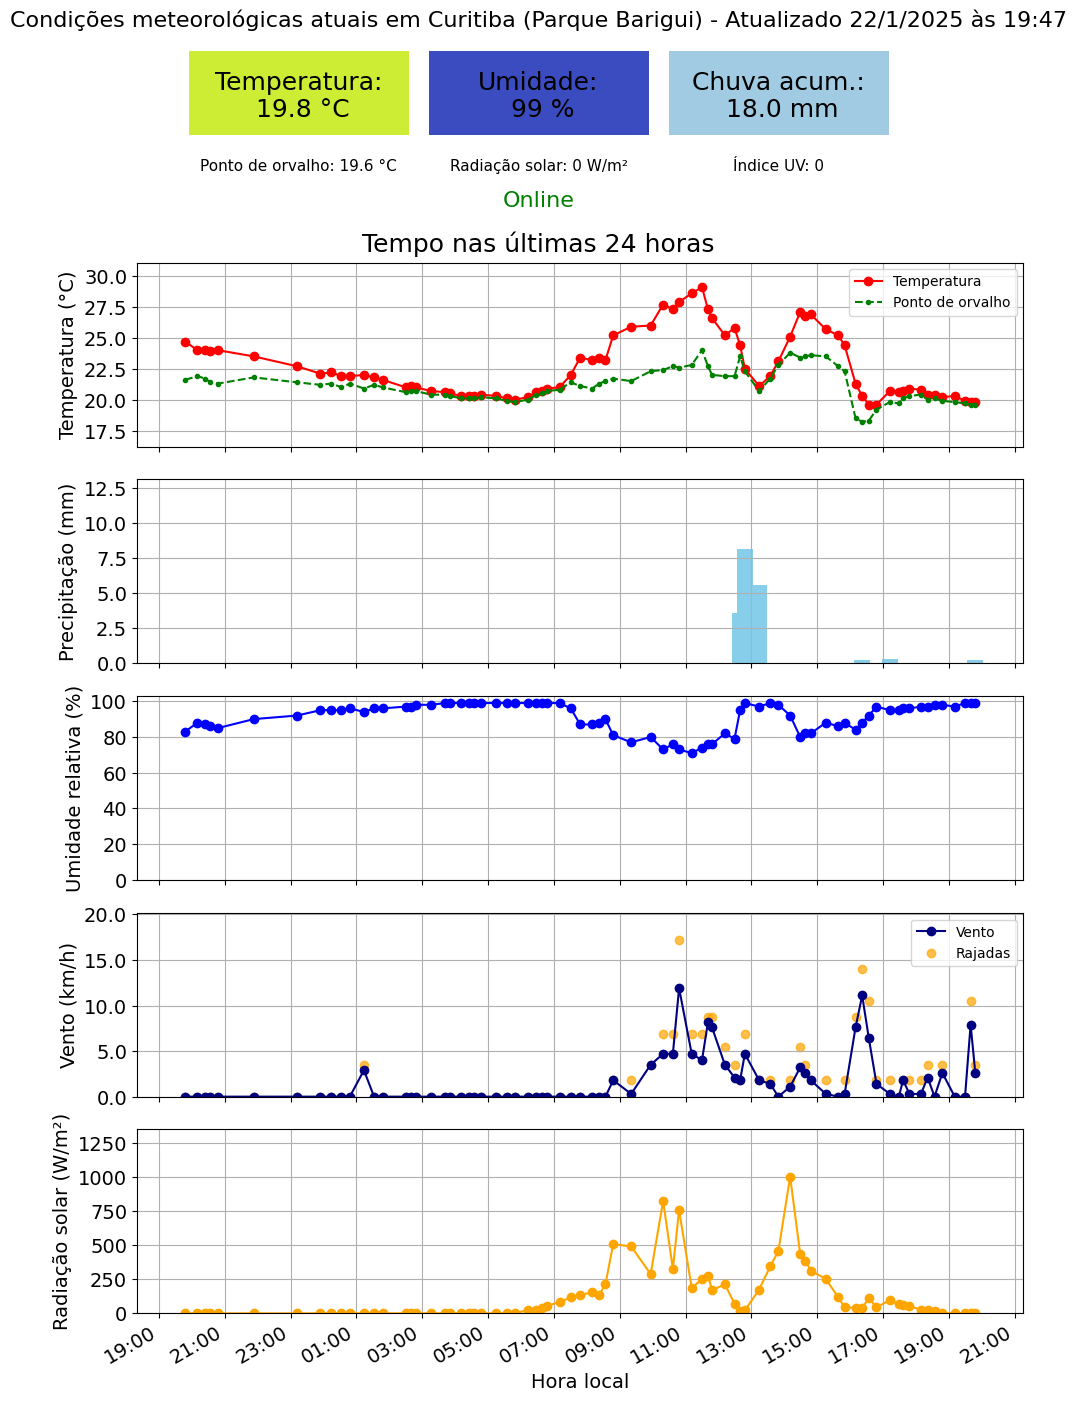 Condições meteorológicas atuais em Curitiba (Parque Barigui) - Atualizado 22/1/2025 às 19:47
Temperatura:
19.8 °C
Umidade:
99 %
Chuva acum.:
18.0 mm
Ponto de orvalho: 19.6 °C
Radiação solar: 0 W/m²
Índice UV: 0
Online
Tempo nas últimas 24 horas
Temperatura (°C)
30.0
27.5
25.0
22.5
20.0
17.5
Temperatura
Ponto de orvalho
Precipitação (mm)
12.5
10.0
7.5
5.0
2.5
0.0
Umidade relativa (%)
100
80
60
40
20
0
Vento (km/h)
20.0
15.0
10.0
5.0
0.0
Vento
Rajadas
Radiação solar (W/m²)
1250
1000
750
500
250
0
19:00
21:00
23:00
01:00
03:00
05:00
07:00
09:00
11:00
13:00
15:00
17:00
19:00
21:00
Hora local